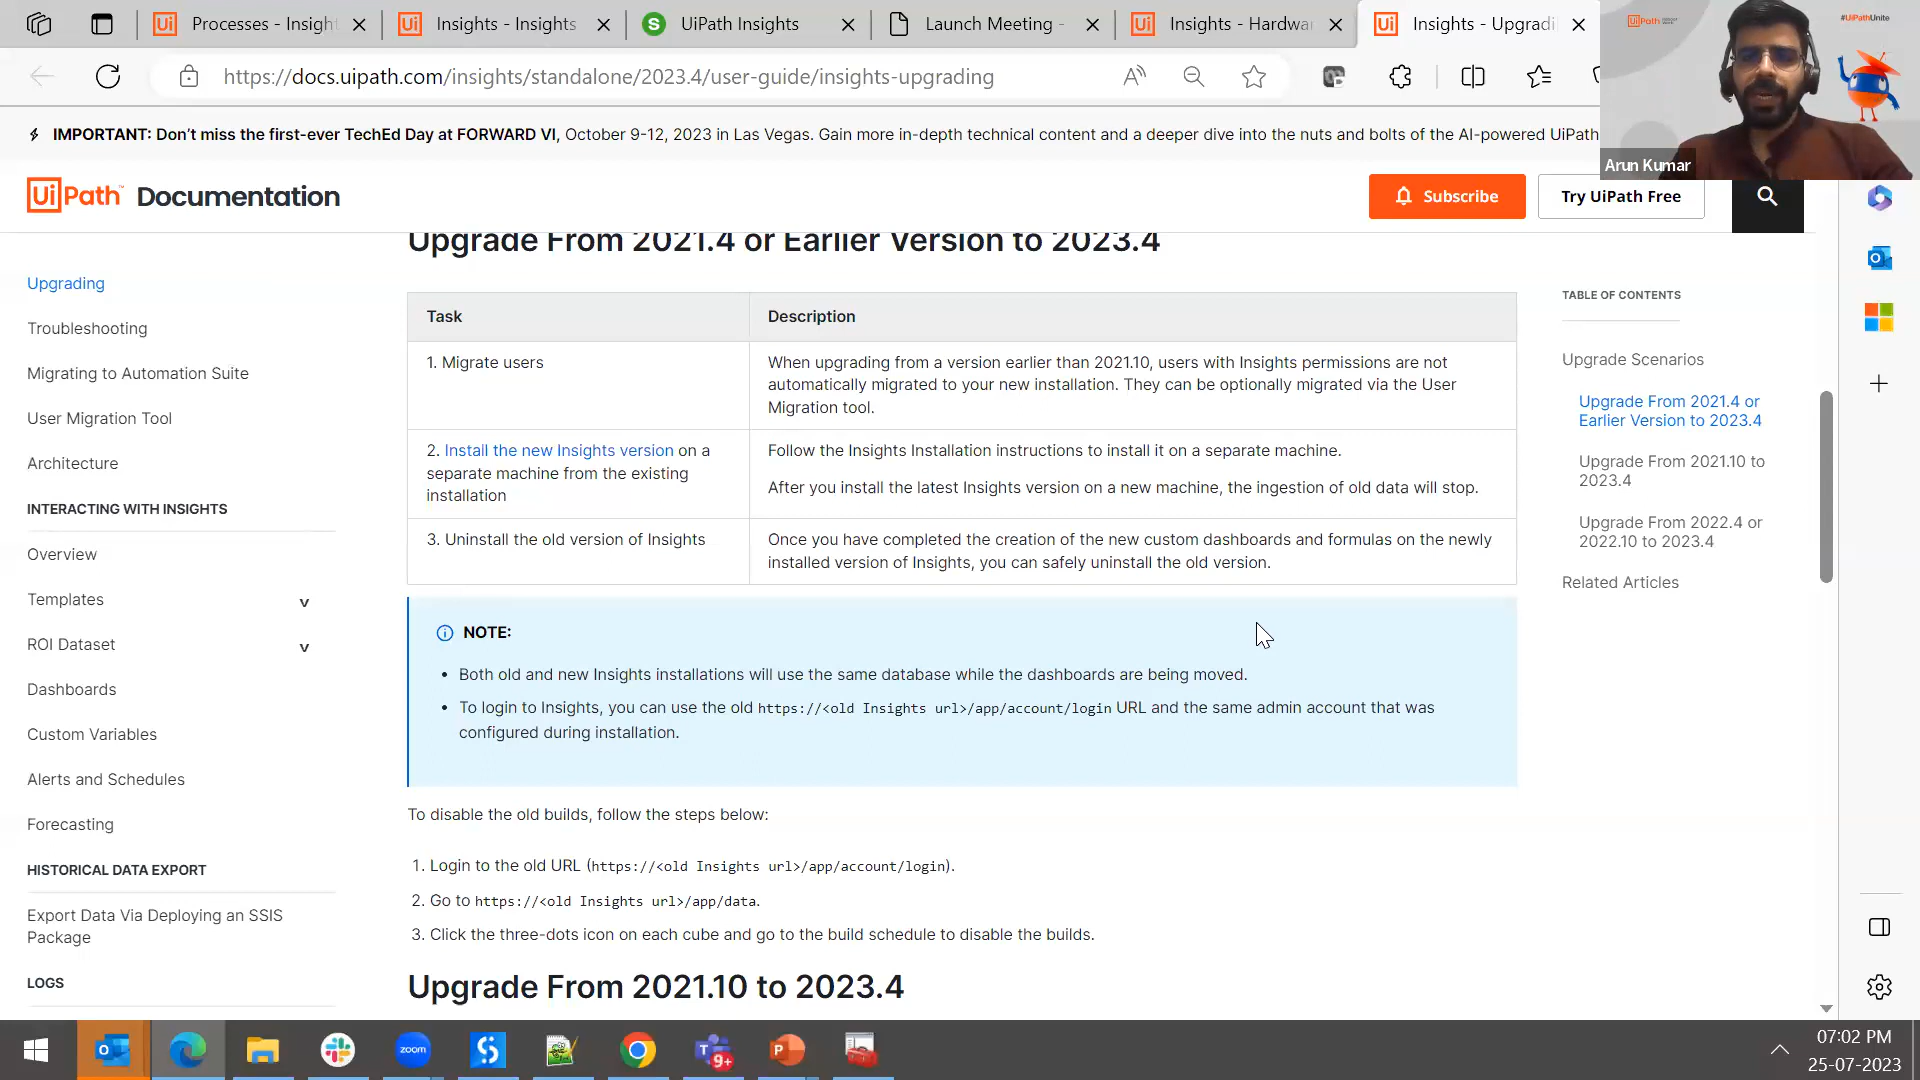 Processes - Insigh
Insights - Insights
UiPath Insights
Launch Meeting -
Insights - Hardwa
Insights - Upgradi
https://docs.uipath.com/insights/standalone/2023.4/user-guide/insights-upgrading
#UiPathUnite
Arun Kumar
IMPORTANT: Don't miss the first-ever TechEd Day at FORWARD VI, October 9-12, 2023 in Las Vegas. Gain more in-depth technical content and a deeper dive into the nuts and bolts of the AI-powered UiPath
UiPath Documentation
Subscribe
Try UiPath Free
Upgrading
Troubleshooting
Migrating to Automation Suite
User Migration Tool
Architecture
INTERACTING WITH INSIGHTS
Overview
Templates
ROI Dataset
Dashboards
Custom Variables
Alerts and Schedules
Forecasting
HISTORICAL DATA EXPORT
Export Data Via Deploying an SSIS
Package
LOGS
Upgrade From 2021.4 or Earlier Version to 2023.4
Task
Description
1. Migrate users
When upgrading from a version earlier than 2021.10, users with Insights permissions are not
automatically migrated to your new installation. They can be optionally migrated via the User
Migration tool.
2. Install the new Insights version on a
separate machine from the existing
installation
Follow the Insights Installation instructions to install it on a separate machine.
After you install the latest Insights version on a new machine, the ingestion of old data will stop.
3. Uninstall the old version of Insights
Once you have completed the creation of the new custom dashboards and formulas on the newly
installed version of Insights, you can safely uninstall the old version.
NOTE:
• Both old and new Insights installations will use the same database while the dashboards are being moved.
• To login to Insights, you can use the old https://<old Insights url>/app/account/login URL and the same admin account that was
configured during installation.
To disable the old builds, follow the steps below:
1. Login to the old URL (https://<old Insights url>/app/account/login).
2. Go to https://<old Insights url>/app/data.
3. Click the three-dots icon on each cube and go to the build schedule to disable the builds.
Upgrade From 2021.10 to 2023.4
TABLE OF CONTENTS
Upgrade Scenarios
Upgrade From 2021.4 or
Earlier Version to 2023.4
Upgrade From 2021.10 to
2023.4
Upgrade From 2022.4 or
2022.10 to 2023.4
Related Articles
zoom
9+
07:02 PM
25-07-2023